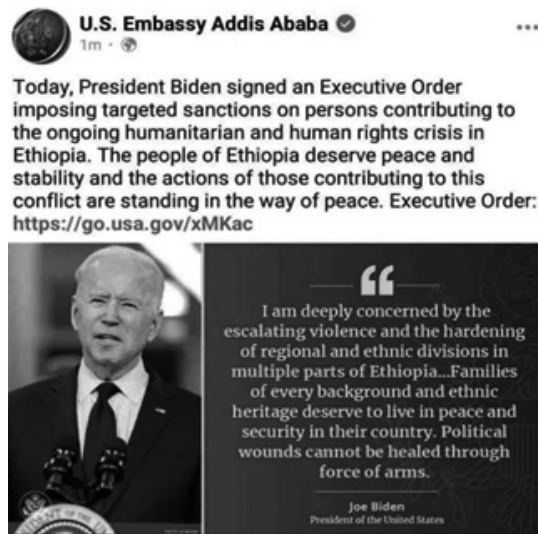 U.S. Embassy Addis Ababa
1m ·
Today, President Biden signed an Executive Order
imposing targeted sanctions on persons contributing to
the ongoing humanitarian and human rights crisis in
Ethiopia. The people of Ethiopia deserve peace and
stability and the actions of those contributing to this
conflict are standing in the way of peace. Executive Order:
https://go.usa.gov/xMKac
“
I am deeply concerned by the
escalating violence and the hardening
of regional and ethnic divisions in
multiple parts of Ethiopia...Families
of every background and ethnic
heritage deserve to live in peace and
security in their country. Political
wounds cannot be healed through
force of arms.
Joe Biden
President of the United States